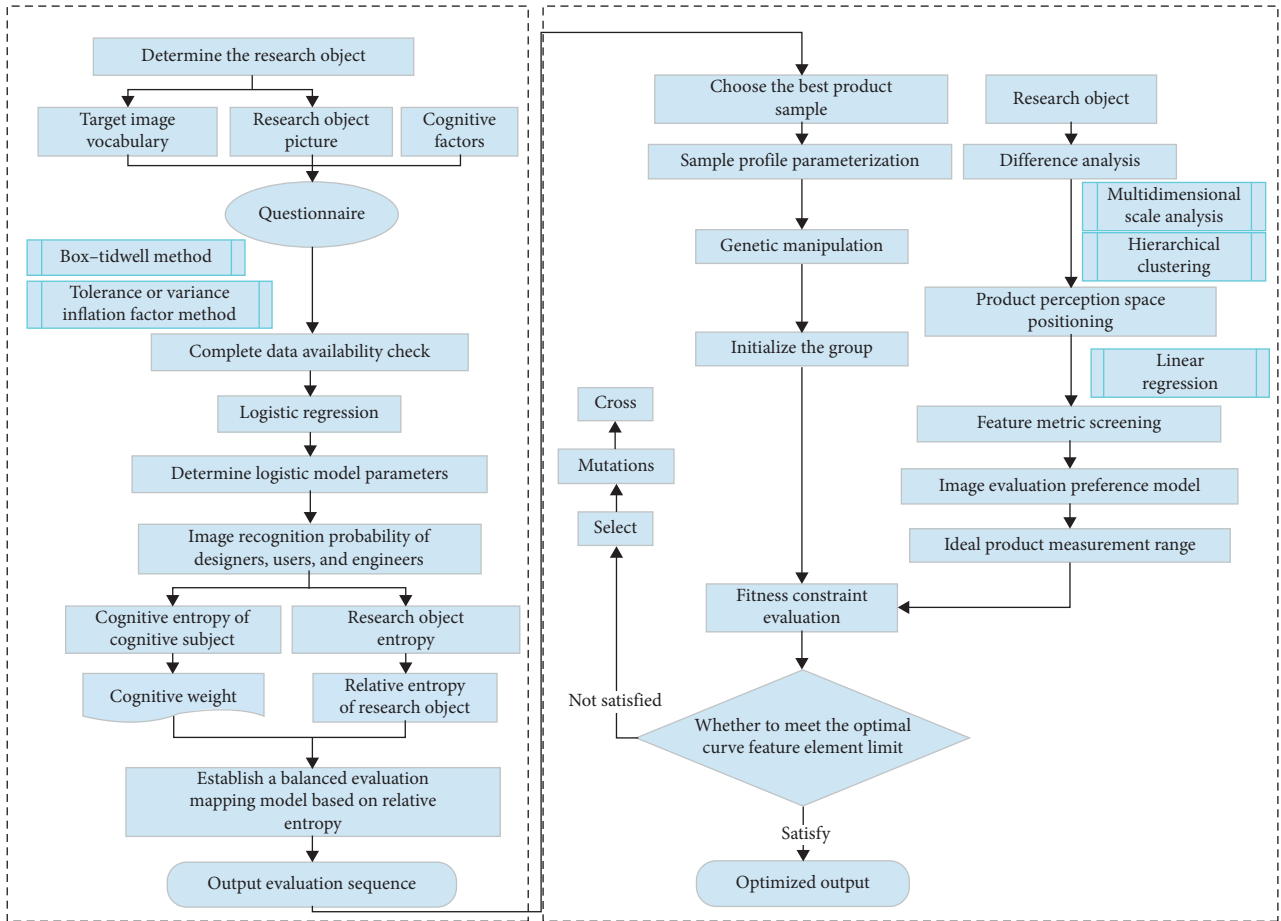 Determine the research object
Target image
vocabulary
Research object
picture
Cognitive
factors
Questionnaire
Box–tidwell method
Tolerance or variance
inflation factor method
Complete data availability check
Logistic regression
Determine logistic model parameters
Image recognition probability of
designers, users, and engineers
Cognitive entropy of
cognitive subject
Research object
entropy
Cognitive weight
Relative entropy
of research object
Establish a balanced evaluation
mapping model based on relative
entropy
Output evaluation sequence
Choose the best product
sample
Sample profile parameterization
Genetic manipulation
Initialize the group
Cross
Mutations
Select
Not satisfied
Fitness constraint
evaluation
Whether to meet the optimal
curve feature element limit
Satisfy
Optimized output
Research object
Difference analysis
Multidimensional
scale analysis
Hierarchical
clustering
Product perception space
positioning
Linear
regression
Feature metric screening
Image evaluation preference model
Ideal product measurement range